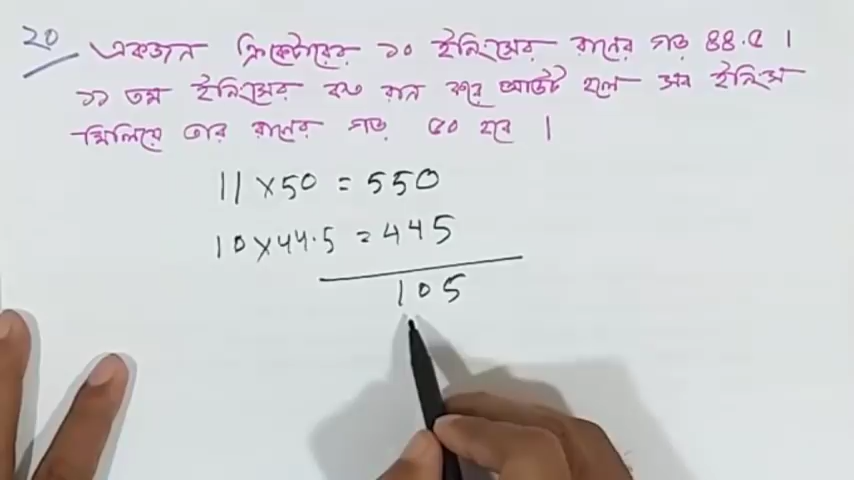 20 একজন ক্রিকেটারের ১০ ইনিংসের রানের গড় ৪৪.৫ ।
১১ তম ইনিংসের কত রান করে আউট হলে সব ইনিংস
মিলিয়ে তার রানের গড় ৫০ হবে ।
11 × 50 = 550
10 × 44.5 = 445
105